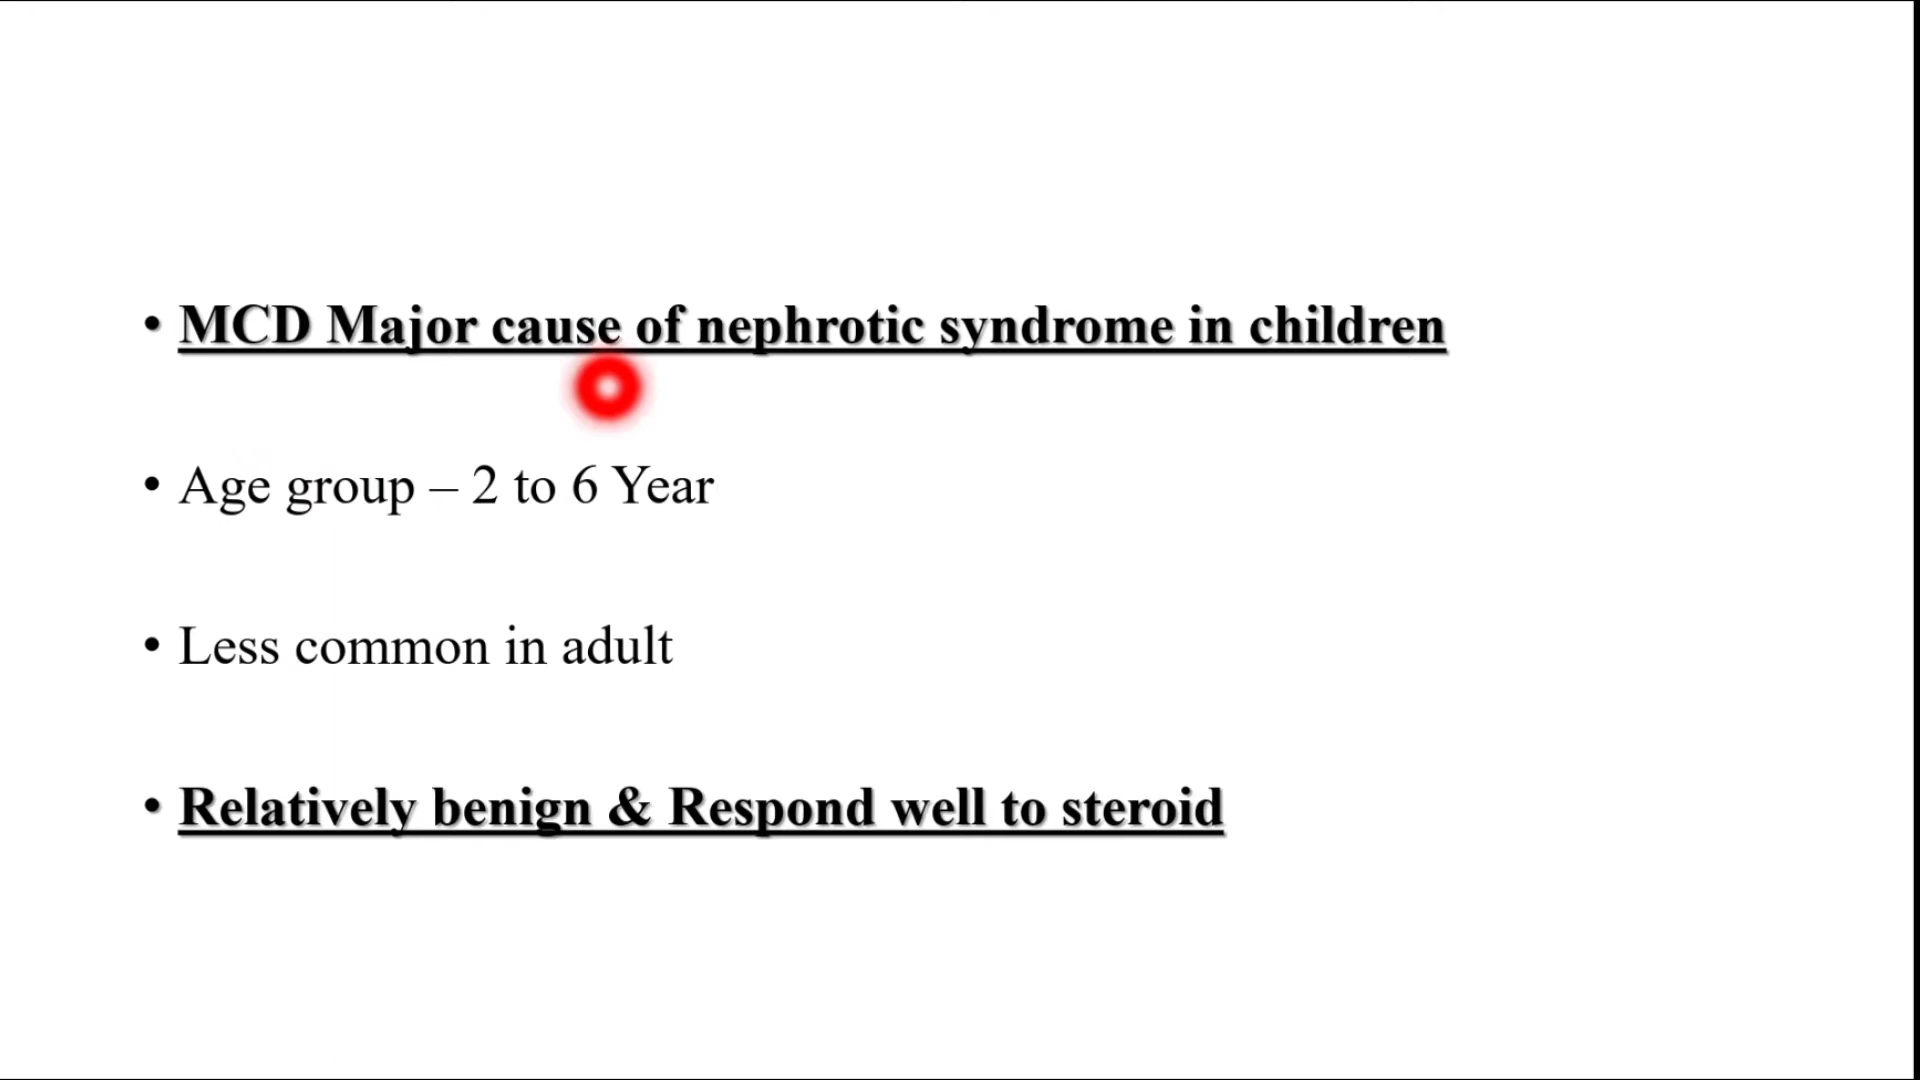 • MCD Major cause of nephrotic syndrome in children
• Age group – 2 to 6 Year
• Less common in adult
• Relatively benign & Respond well to steroid